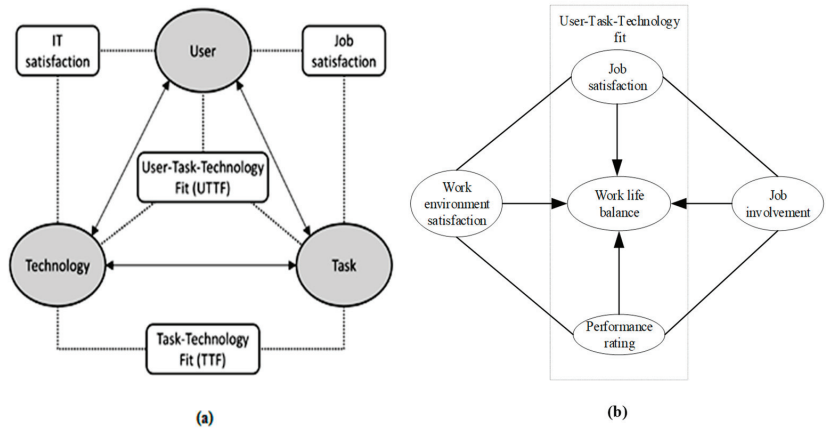 IT
satisfaction
User
Job
satisfaction
User-Task-Technology
Fit (UTTF)
Technology
Task
Task-Technology
Fit (TTF)
(a)
User-Task-Technology
fit
Job
satisfaction
Work
environment
satisfaction
Work life
balance
Job
involvement
Performance
rating
(b)